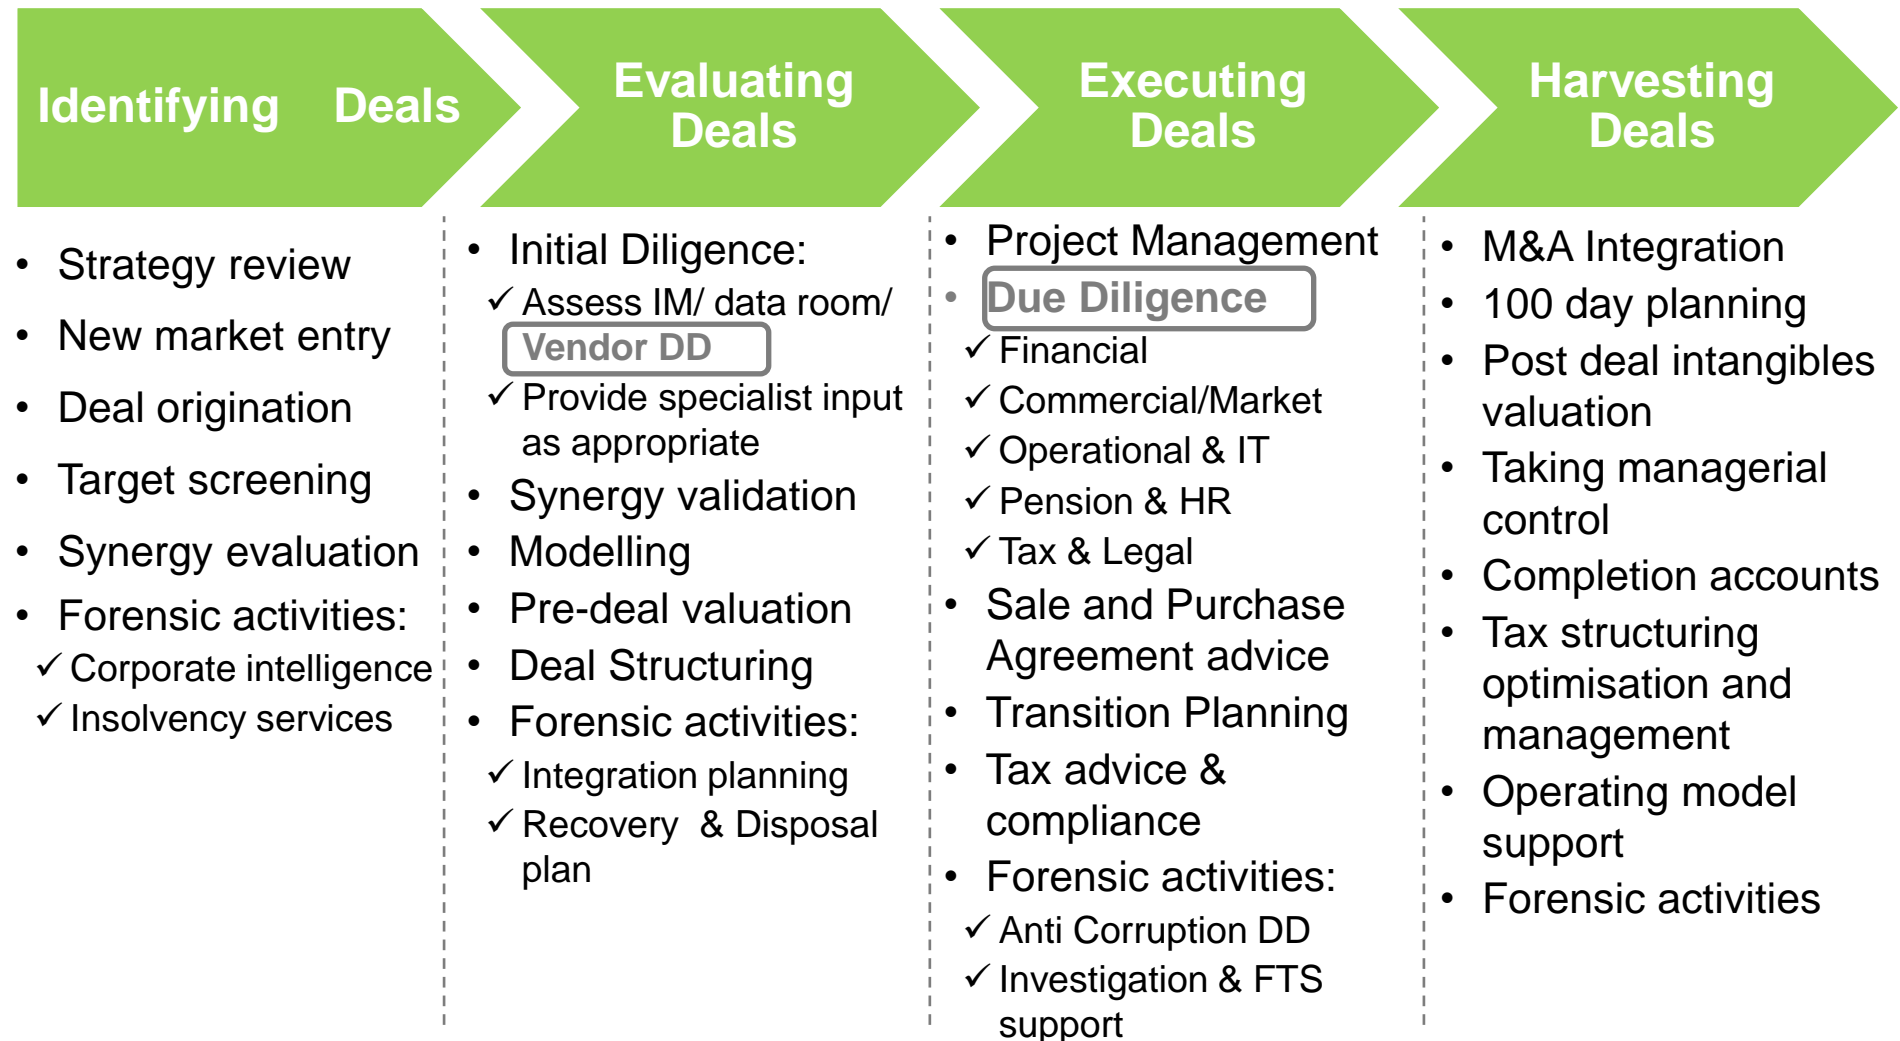 Identifying Deals
Evaluating
Deals
Executing
Deals
Harvesting
Deals
• Strategy review
• New market entry
• Deal origination
• Target screening
• Synergy evaluation
• Forensic activities:
✓ Corporate intelligence
✓ Insolvency services
• Initial Diligence:
✓ Assess IM/ data room/
Vendor DD
✓ Provide specialist input
as appropriate
• Synergy validation
• Modelling
• Pre-deal valuation
• Deal Structuring
• Forensic activities:
✓ Integration planning
✓ Recovery & Disposal
plan
• Project Management
• Due Diligence
✓ Financial
✓ Commercial/Market
✓ Operational & IT
✓ Pension & HR
✓ Tax & Legal
• Sale and Purchase
Agreement advice
• Transition Planning
• Tax advice &
compliance
• Forensic activities:
✓ Anti Corruption DD
✓ Investigation & FTS
support
• M&A Integration
• 100 day planning
• Post deal intangibles
valuation
• Taking managerial
control
• Completion accounts
• Tax structuring
optimisation and
management
• Operating model
support
• Forensic activities